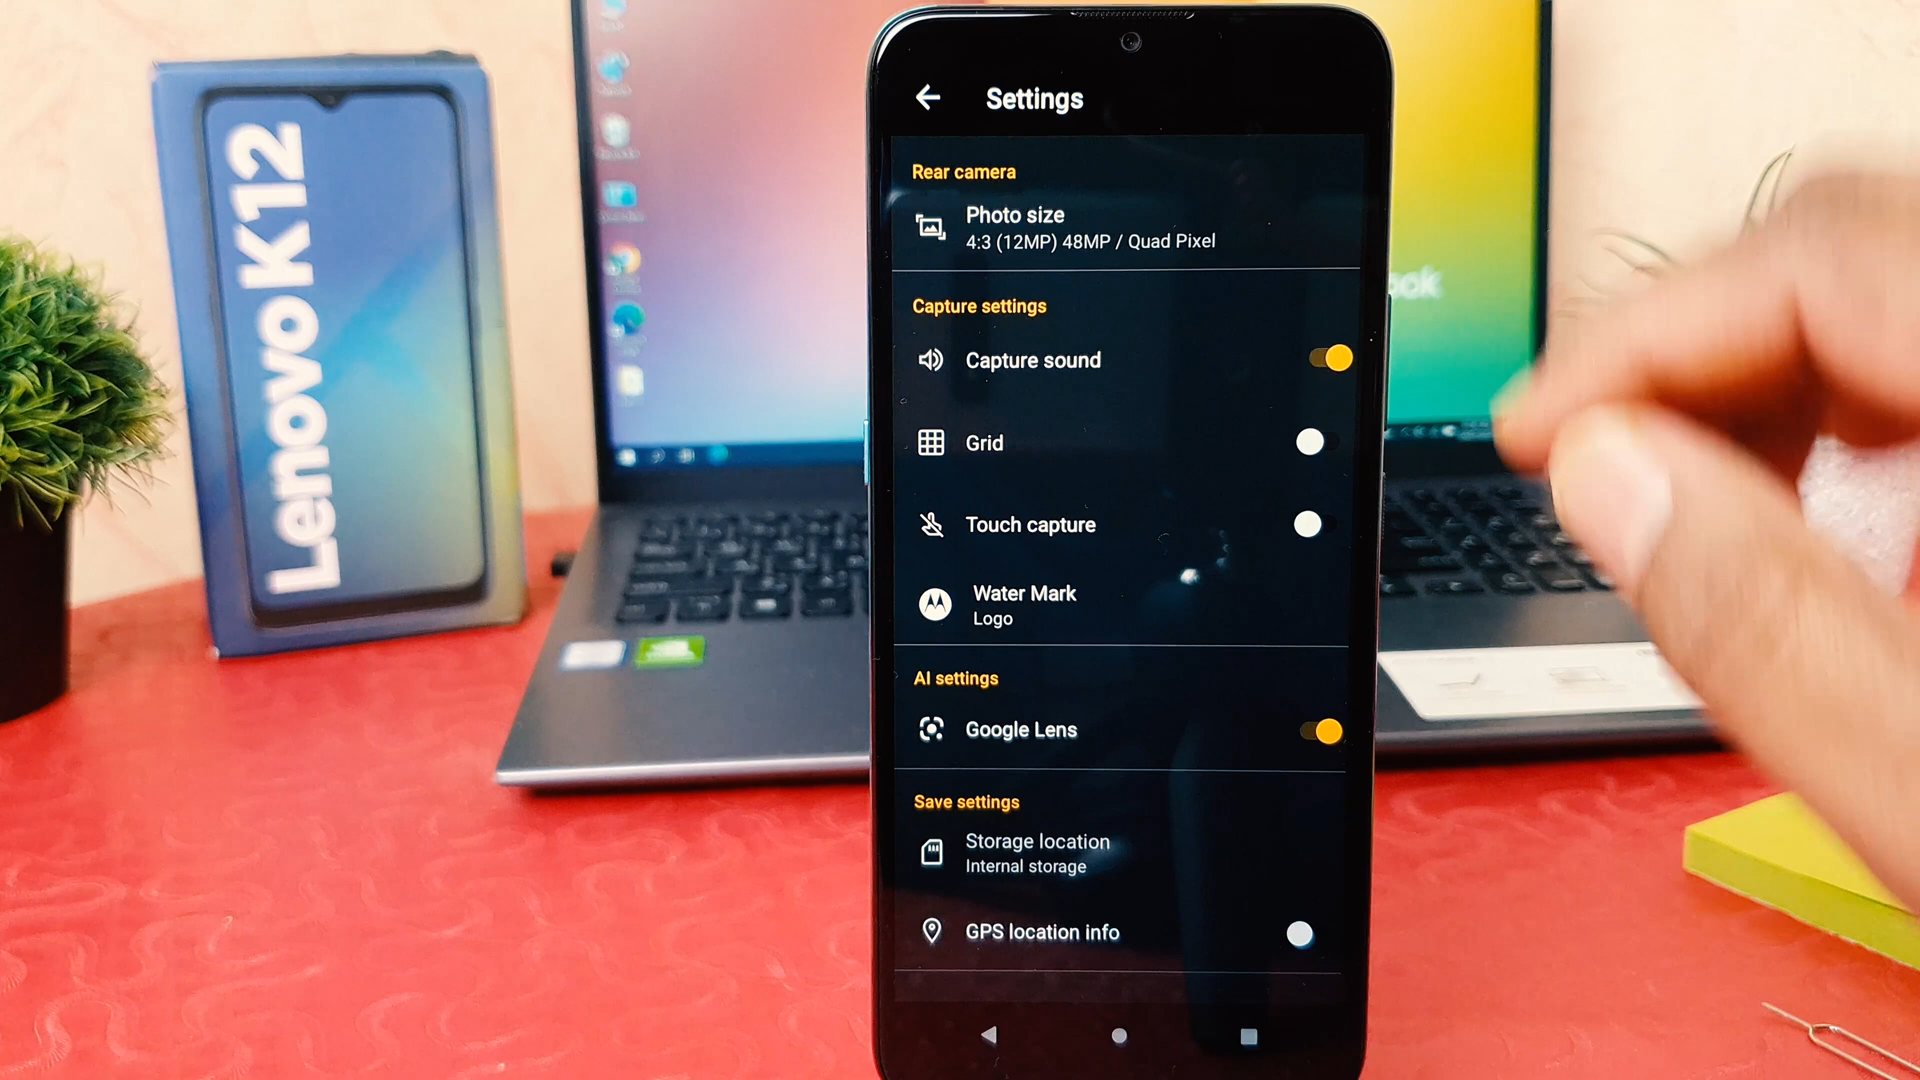 Lenovo K12
Settings
Rear camera
Photo size
4:3 (12MP) 48MP / Quad Pixel
Capture settings
Capture sound
Grid
Touch capture
Water Mark
Logo
AI settings
Google Lens
Save settings
Storage location
Internal storage
GPS location info